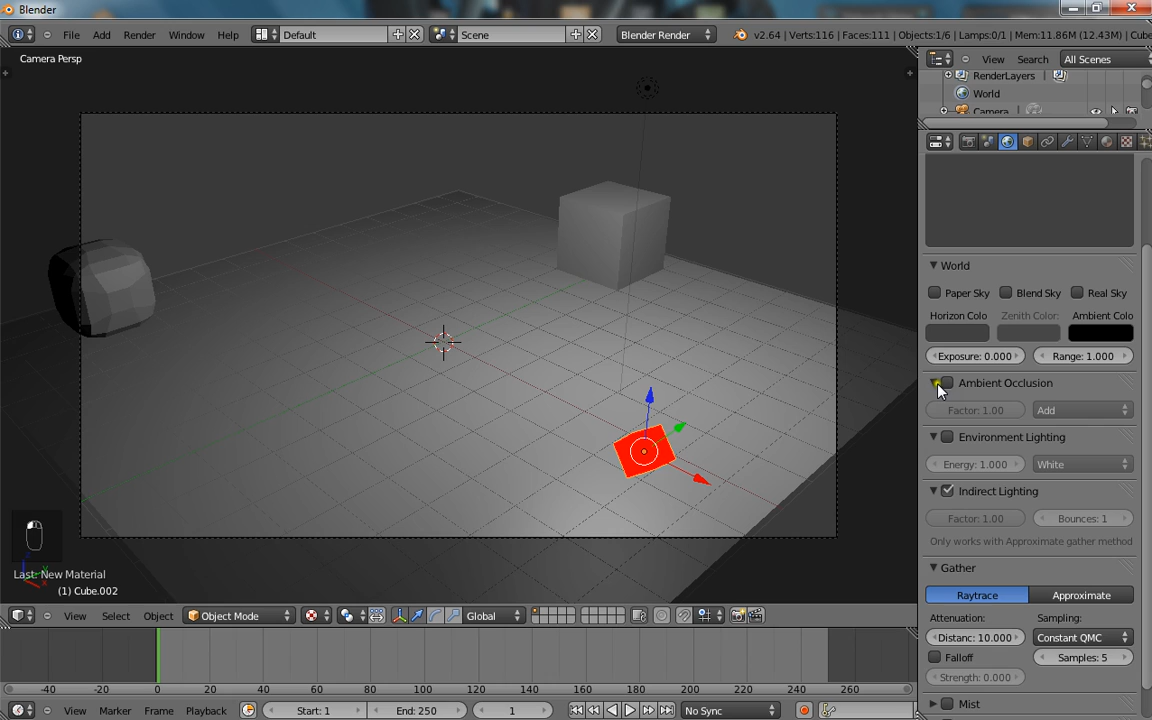 Blender
File Add Render Window Help Default Scene Blender Render v2.64 | Verts:116 | Faces:111 | Objects:1/6 | Lamps:0/1 | Mem:11.86M (12.43M) | Cube
Camera Persp
View Search All Scenes
RenderLayers
World
Camera
World
Paper Sky Blend Sky Real Sky
Horizon Colo Zenith Color: Ambient Colo
Exposure: 0.000 Range: 1.000
Ambient Occlusion
Factor: 1.00 Add
Environment Lighting
Energy: 1.000 White
Indirect Lighting
Factor: 1.00 Bounces: 1
Only works with Approximate gather method
Gather
Raytrace Approximate
Attenuation: Sampling:
Distanc: 10.000 Constant QMC
Falloff Samples: 5
Strength: 0.000
Mist
Last: New Material
(1) Cube.002
View Select Object Object Mode Global
-40 -20 0 20 40 60 80 100 120 140 160 180 200 220 240 260
View Marker Frame Playback Start: 1 End: 250 1 No Sync